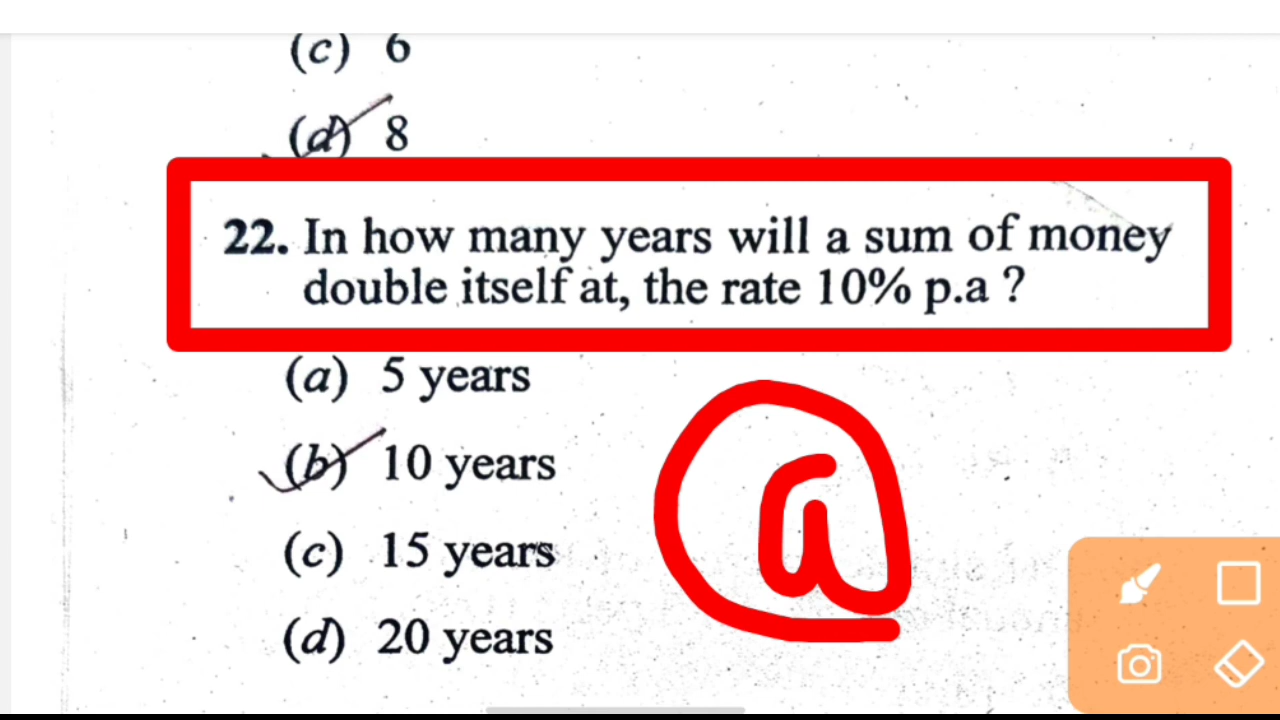 (c) 6
(d) 8
22. In how many years will a sum of money
double itself at, the rate 10% p.a ?
(a) 5 years
(b) 10 years
(c) 15 years
(d) 20 years
a